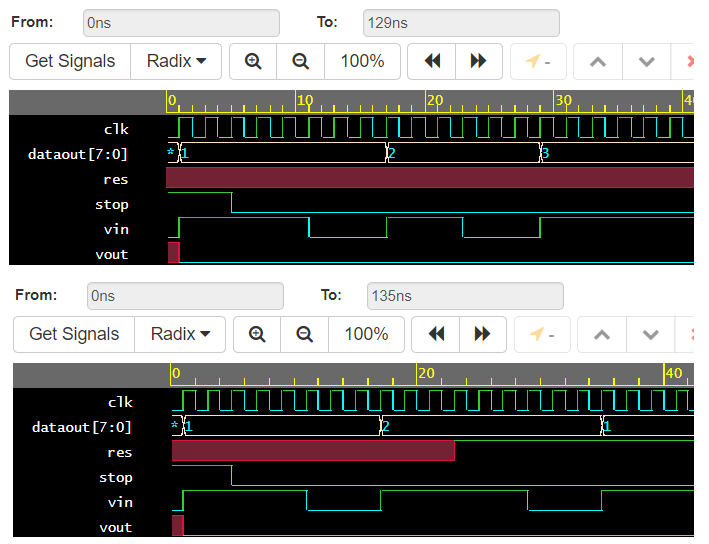 From: 0ns To: 129ns
Get Signals Radix 100% -
0 10 20 30
clk
dataout[7:0] * 1 2 3
res
stop
vin
vout
From: 0ns To: 135ns
Get Signals Radix 100% -
0 20 40
clk
dataout[7:0] * 1 2 1
res
stop
vin
vout